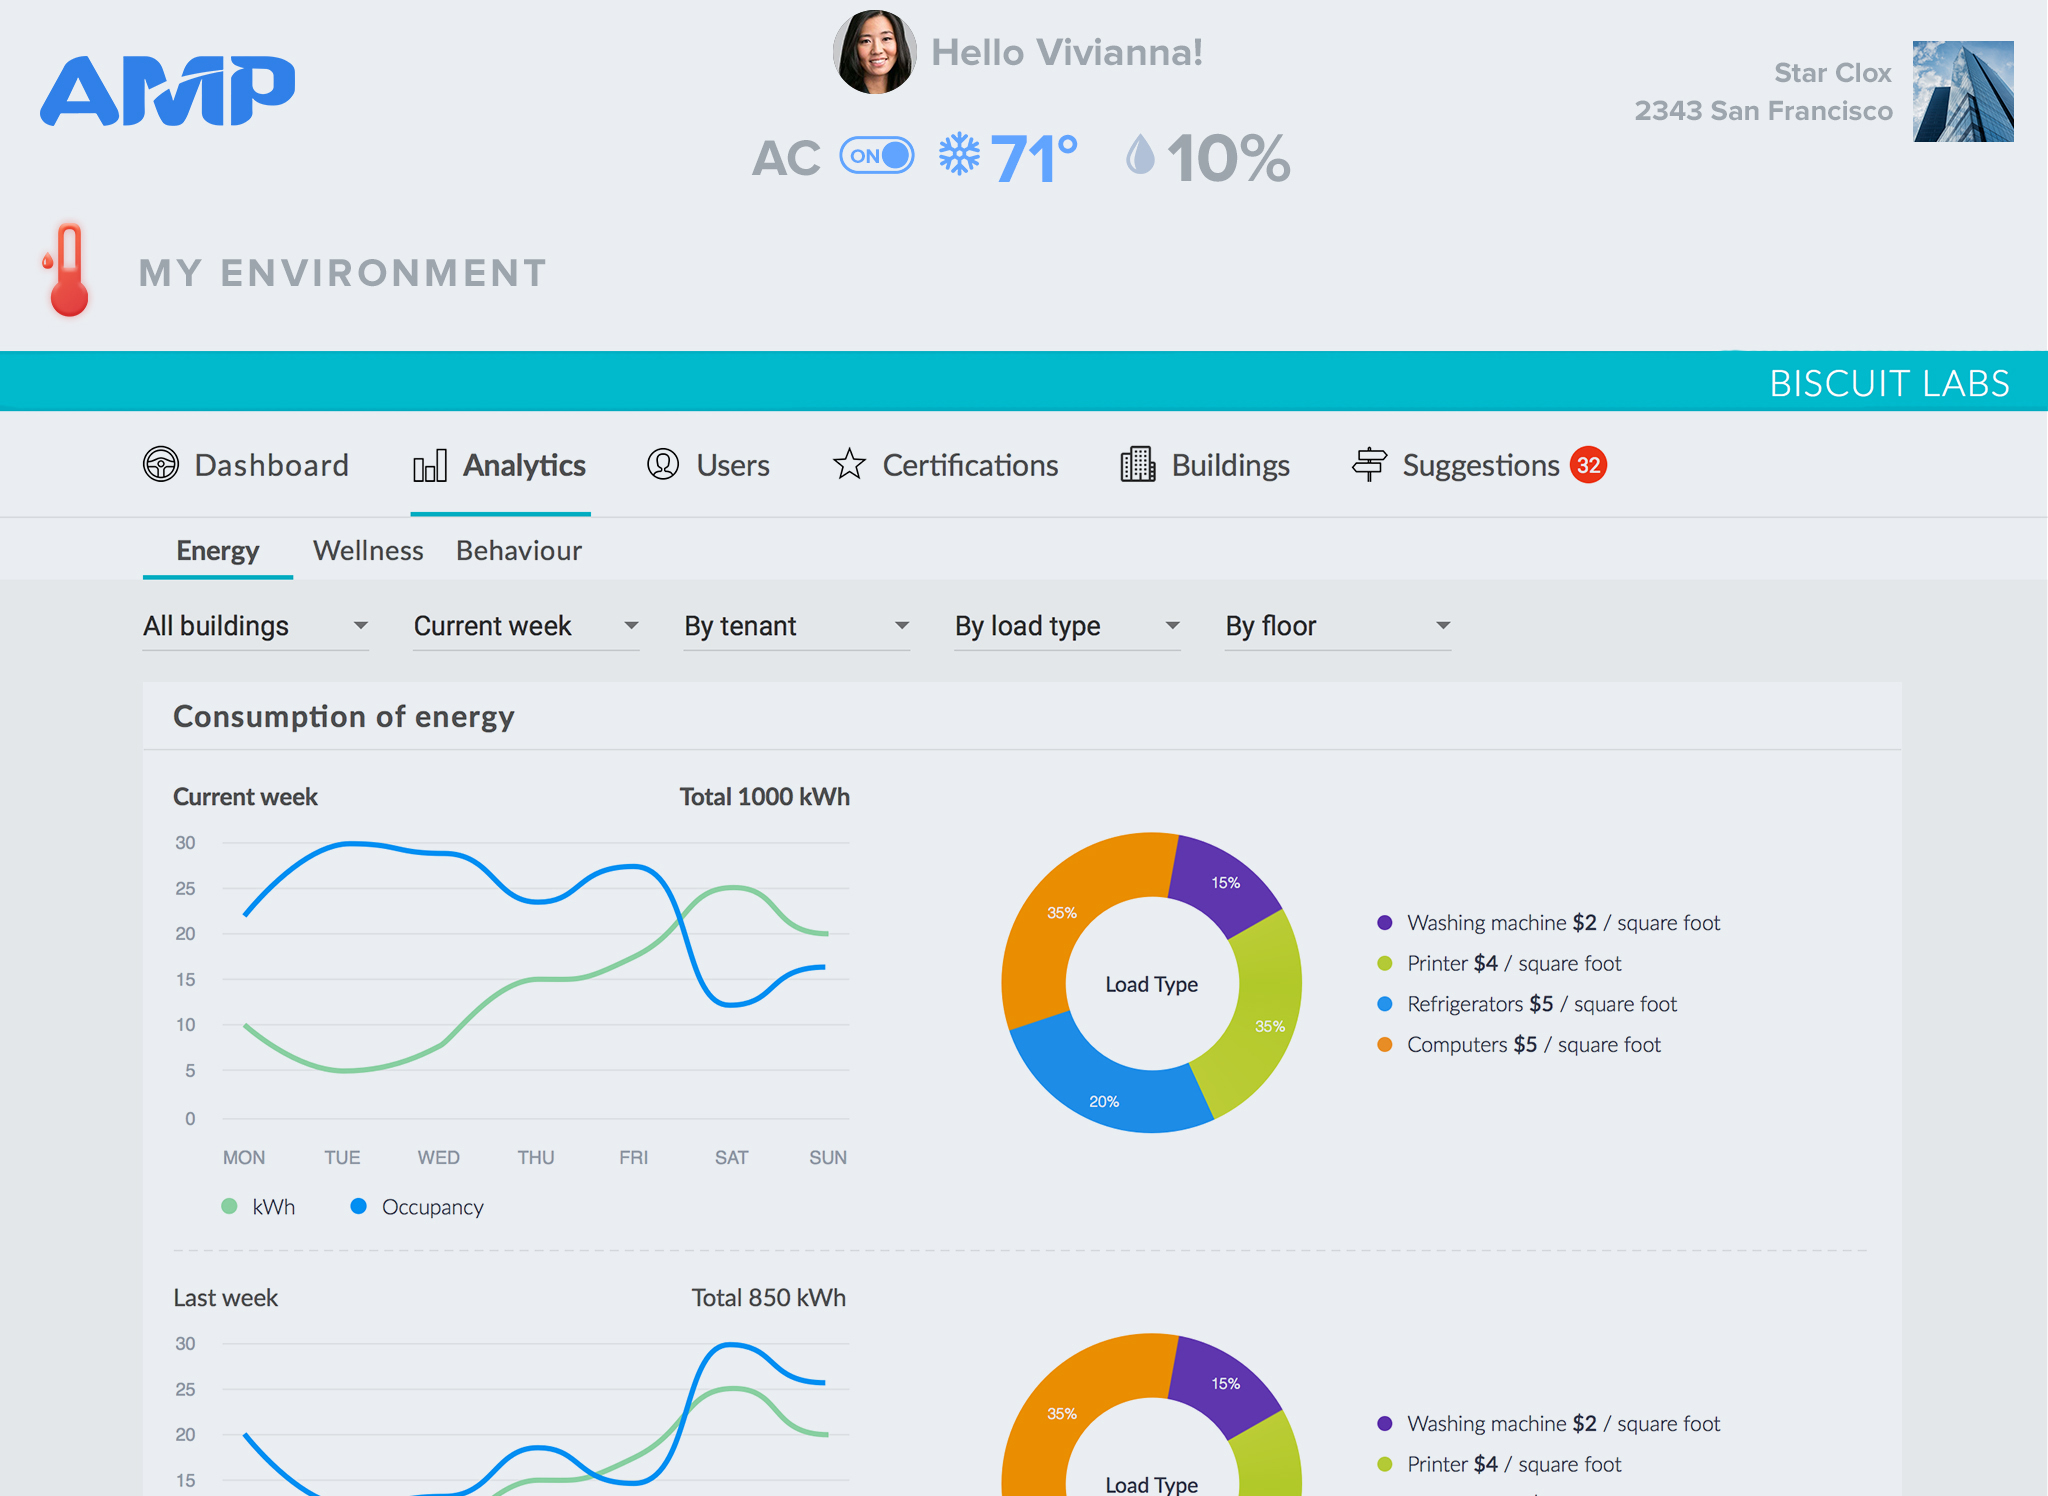 AMP
Hello Vivianna!
Star Clox
2343 San Francisco
AC ON 71° 10%
MY ENVIRONMENT
BISCUIT LABS
Dashboard Analytics Users Certifications Buildings Suggestions 32
Energy Wellness Behaviour
All buildings Current week By tenant By load type By floor
Consumption of energy
Current week Total 1000 kWh
30
25
20
15
10
5
0
MON TUE WED THU FRI SAT SUN
kWh Occupancy
15%
35%
35%
20%
Load Type
Washing machine $2 / square foot
Printer $4 / square foot
Refrigerators $5 / square foot
Computers $5 / square foot
Last week Total 850 kWh
30
25
20
15
15%
35%
Load Type
Washing machine $2 / square foot
Printer $4 / square foot